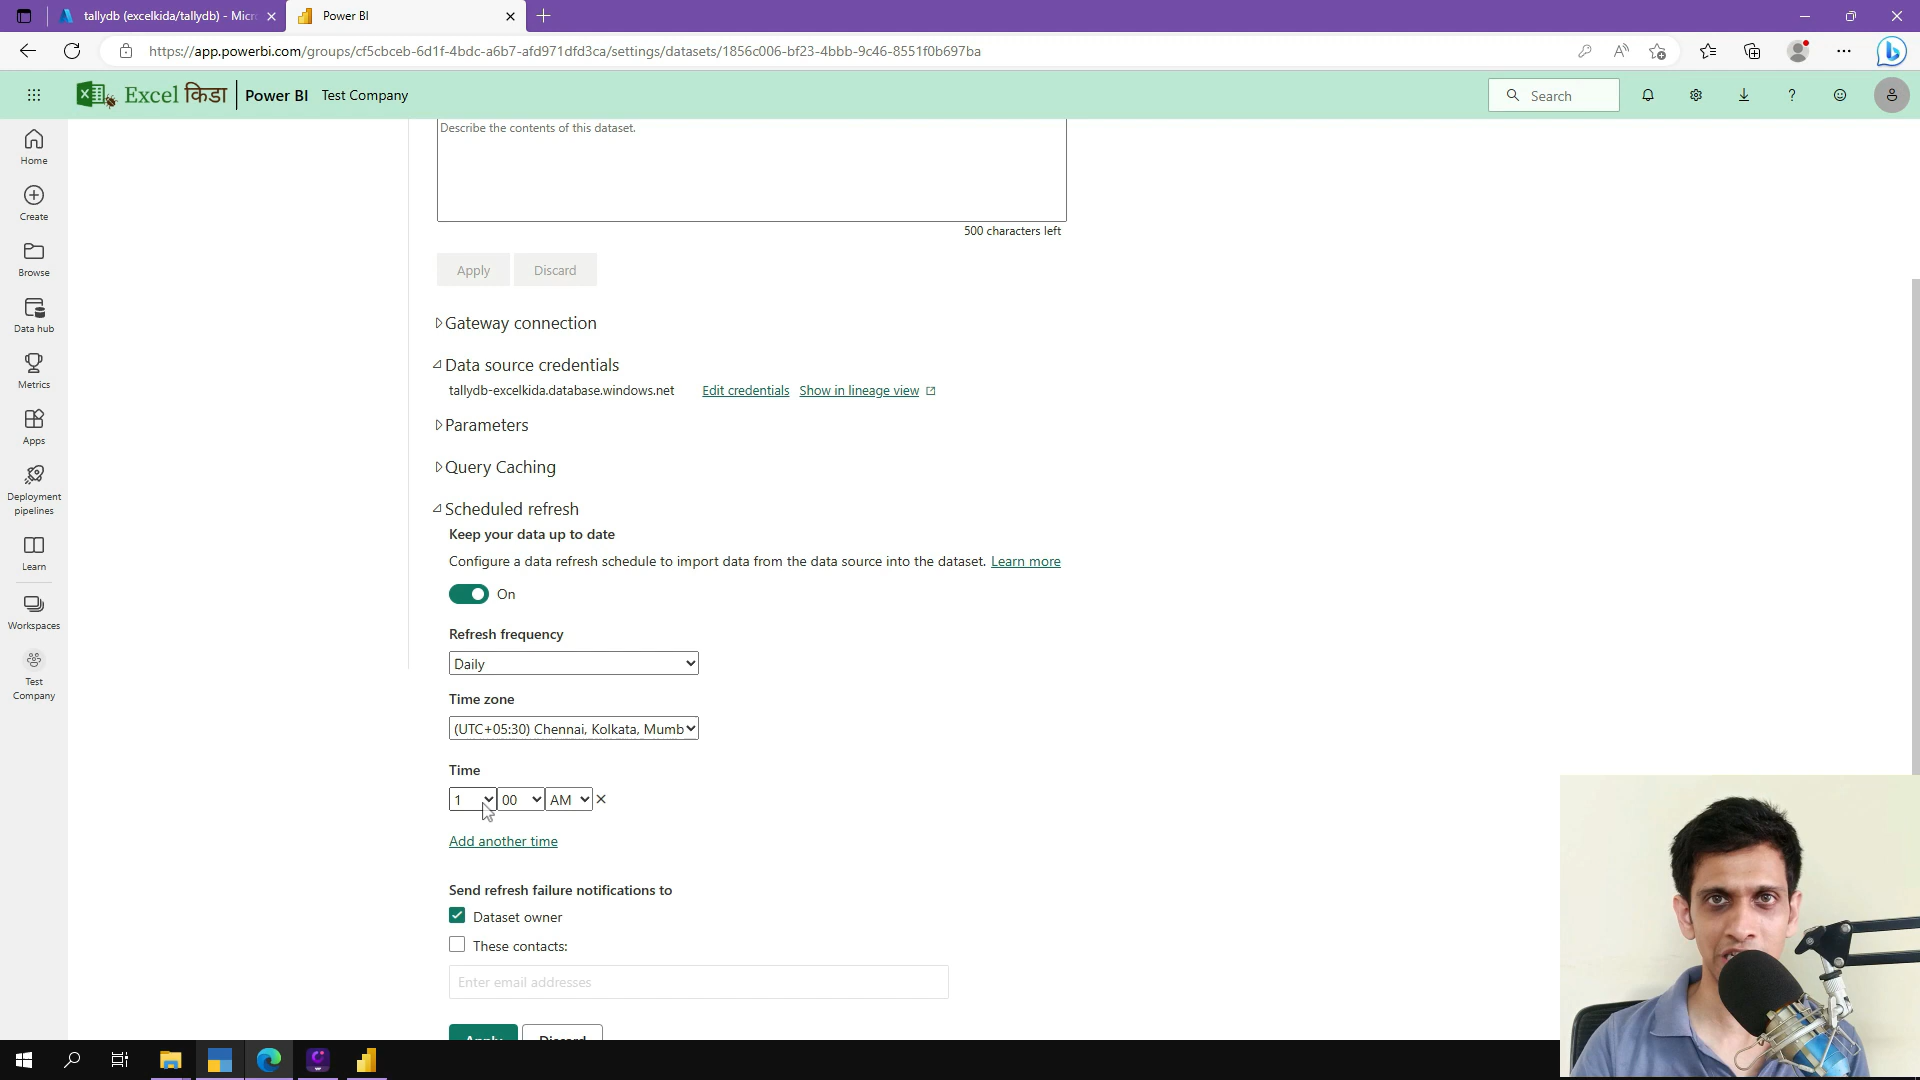 tallydb (excelkida/tallydb) - Micr
Power BI
https://app.powerbi.com/groups/cf5cbceb-6d1f-4bdc-a6b7-afd971dfd3ca/settings/datasets/1856c006-bf23-4bbb-9c46-8551f0b697ba
Excel किडा
Power BI Test Company
Search
Home
Create
Browse
Data hub
Metrics
Apps
Deployment
pipelines
Learn
Workspaces
Test
Company
Describe the contents of this dataset.
500 characters left
Apply Discard
Gateway connection
Data source credentials
tallydb-excelkida.database.windows.net Edit credentials Show in lineage view
Parameters
Query Caching
Scheduled refresh
Keep your data up to date
Configure a data refresh schedule to import data from the data source into the dataset. Learn more
On
Refresh frequency
Daily
Time zone
(UTC+05:30) Chennai, Kolkata, Mumb
Time
1 00 AM
Add another time
Send refresh failure notifications to
Dataset owner
These contacts:
Enter email addresses
Apply Discard